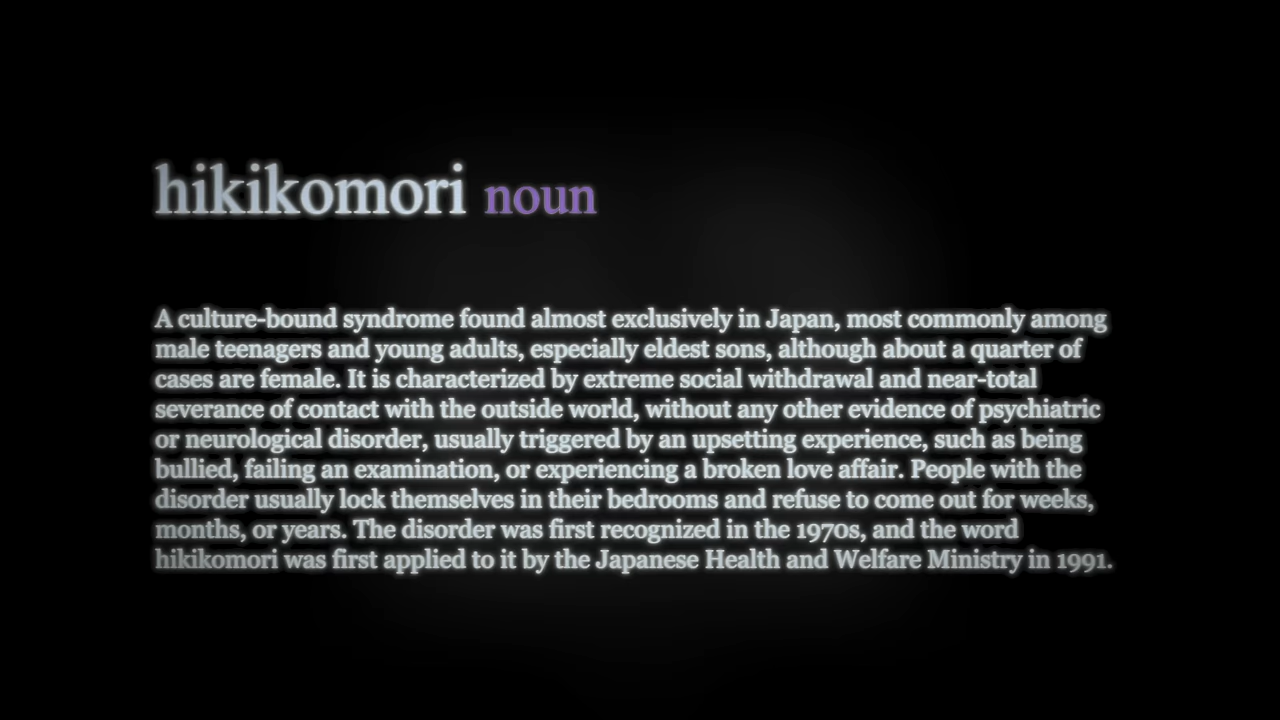 hikikomori noun
A culture-bound syndrome found almost exclusively in Japan, most commonly among
male teenagers and young adults, especially eldest sons, although about a quarter of
cases are female. It is characterized by extreme social withdrawal and near-total
severance of contact with the outside world, without any other evidence of psychiatric
or neurological disorder, usually triggered by an upsetting experience, such as being
bullied, failing an examination, or experiencing a broken love affair. People with the
disorder usually lock themselves in their bedrooms and refuse to come out for weeks,
months, or years. The disorder was first recognized in the 1970s, and the word
hikikomori was first applied to it by the Japanese Health and Welfare Ministry in 1991.